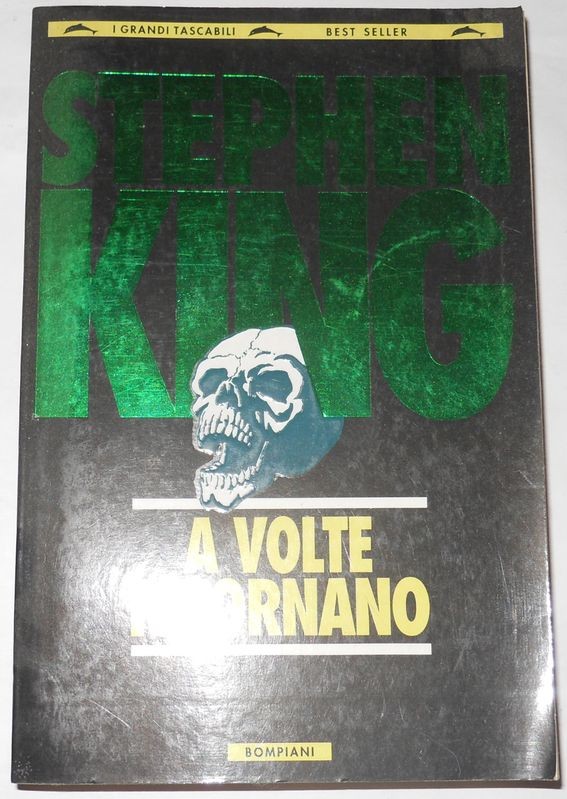 I GRANDI TASCABILI BEST SELLER
STEPHEN
KING
A VOLTE
RITORNANO
BOMPIANI